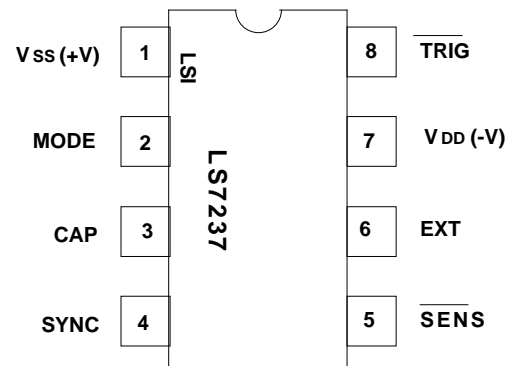 VSS (+V) 1 8 TRIG
LSI
MODE 2 7 VDD (-V)
LS7237
CAP 3 6 EXT
SYNC 4 5 SENS